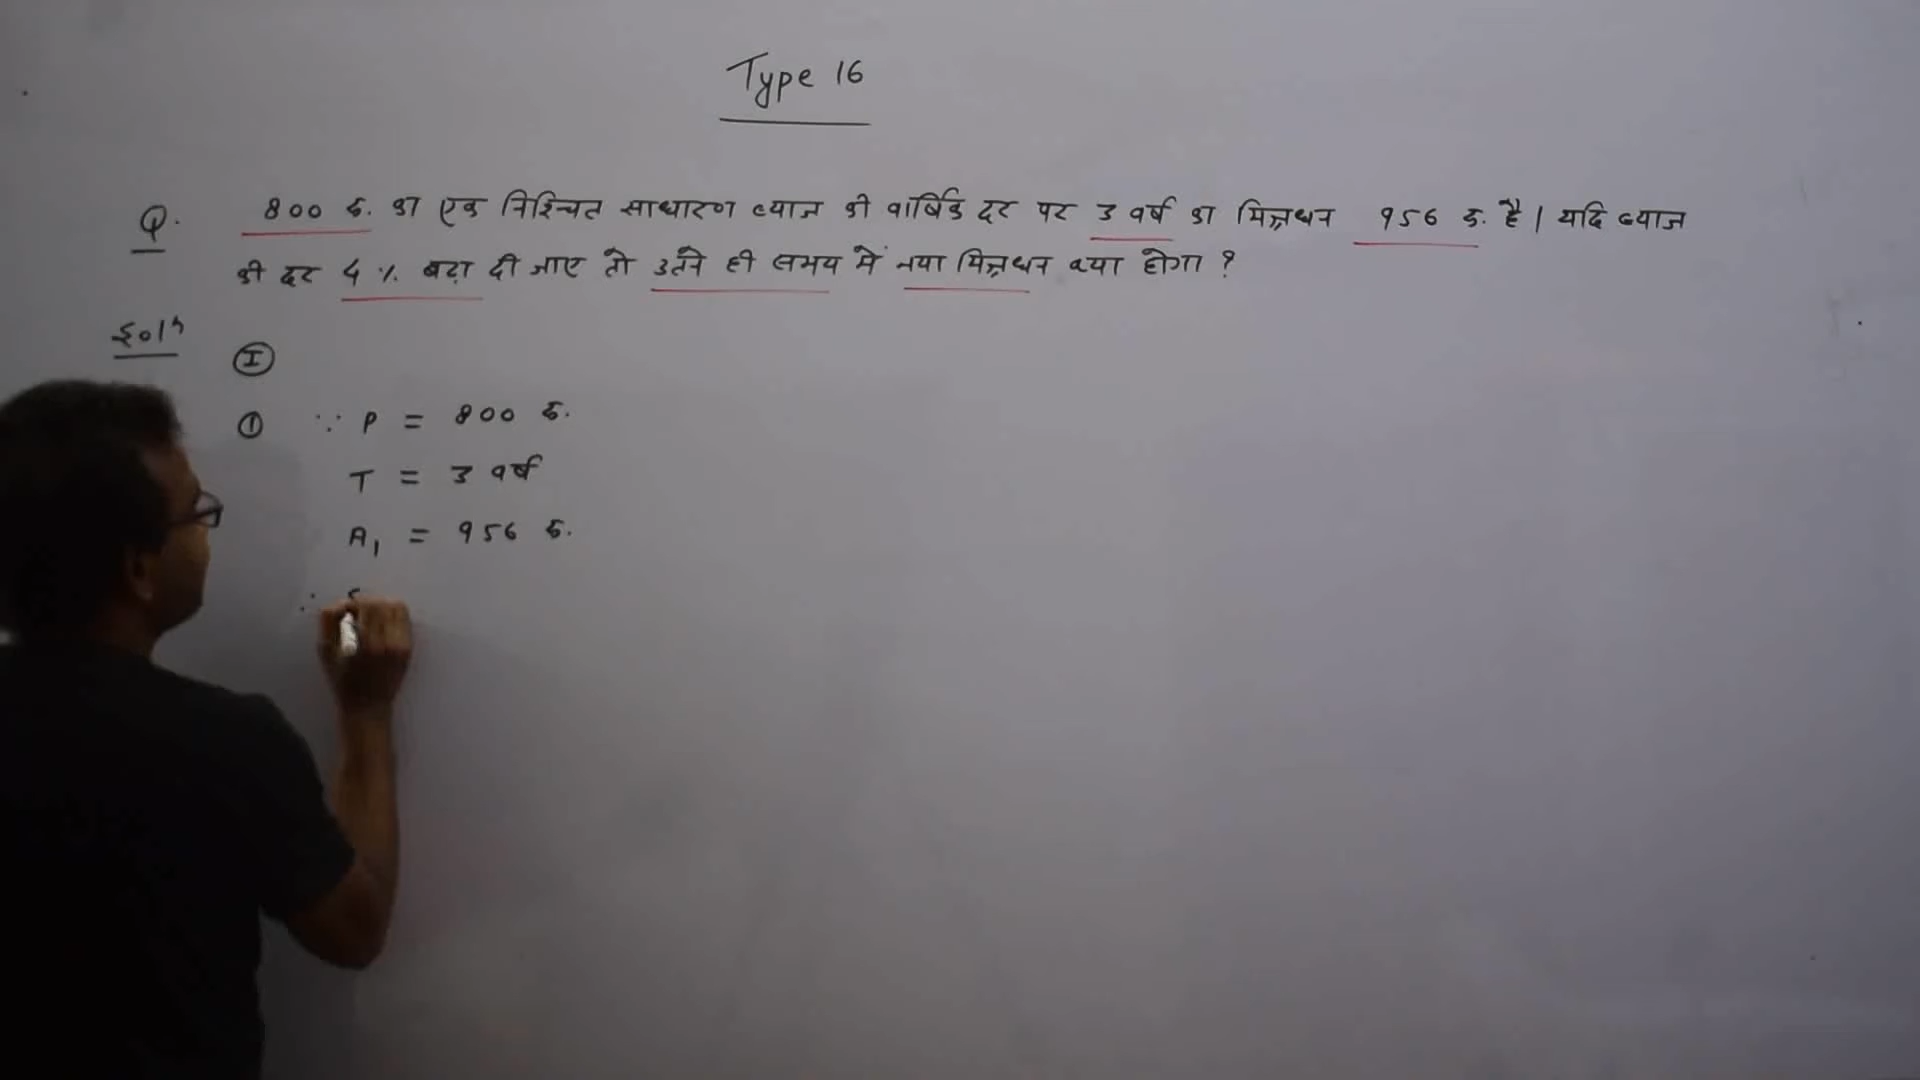 Type 16
Q. 800 रु. का एक निश्चित साधारण ब्याज की वार्षिक दर पर 3 वर्ष का मिश्रधन 956 रु. है। यदि ब्याज
की दर 4 %. बढ़ा दी जाए तो उतने ही समय में नया मिश्रधन क्या होगा ?
Solⁿ
Ⓘ
① ∵ P = 800 रु.
T = 3 वर्ष
A₁ = 956 रु.
∴ S